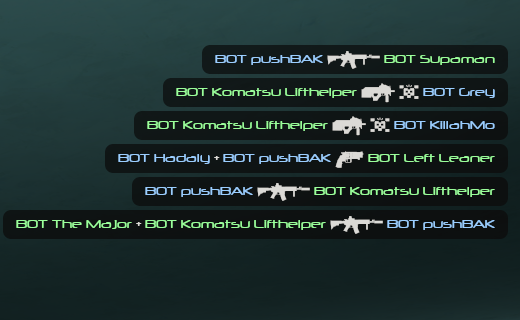 BOT pushBAK BOT Supaman
BOT Komatsu Lifthelper BOT Grey
BOT Komatsu Lifthelper BOT KillahMo
BOT Hadaly + BOT pushBAK BOT Left Leaner
BOT pushBAK BOT Komatsu Lifthelper
BOT The Major + BOT Komatsu Lifthelper BOT pushBAK